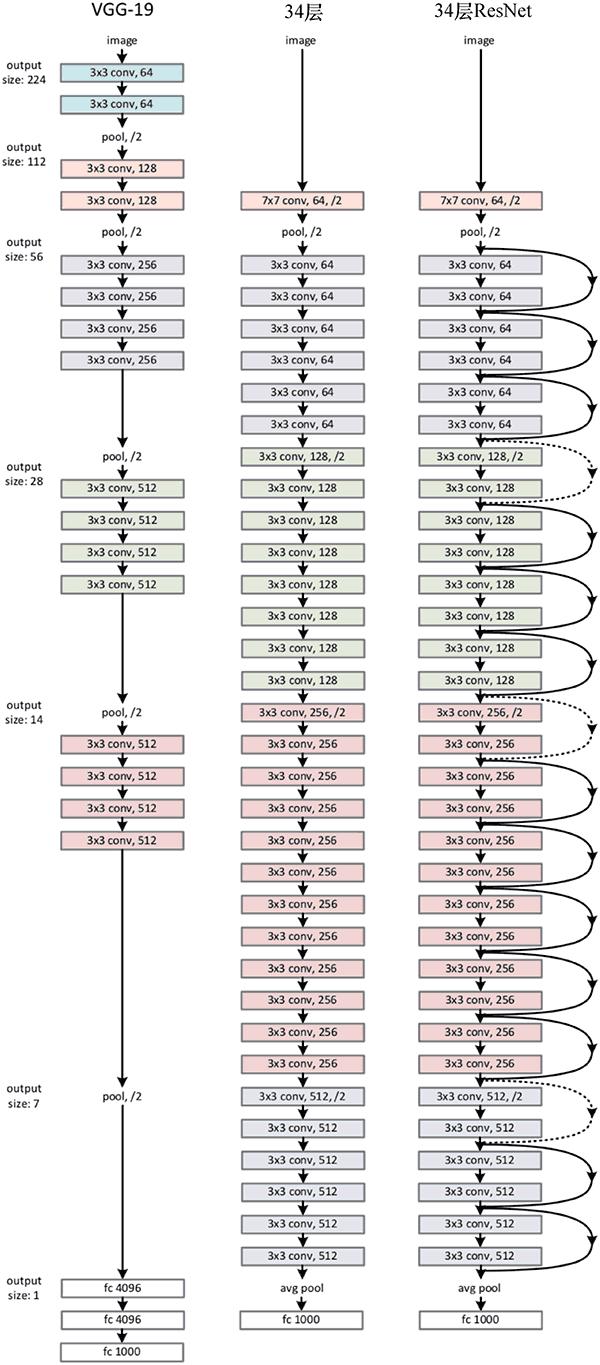 VGG-19 34层 34层ResNet
image image image
output
size: 224
3x3 conv, 64
3x3 conv, 64
pool, /2
output
size: 112
3x3 conv, 128
3x3 conv, 128 7x7 conv, 64, /2 7x7 conv, 64, /2
pool, /2 pool, /2 pool, /2
output
size: 56
3x3 conv, 256 3x3 conv, 64 3x3 conv, 64
3x3 conv, 256 3x3 conv, 64 3x3 conv, 64
3x3 conv, 256 3x3 conv, 64 3x3 conv, 64
3x3 conv, 256 3x3 conv, 64 3x3 conv, 64
3x3 conv, 64 3x3 conv, 64
3x3 conv, 64 3x3 conv, 64
output
size: 28
pool, /2 3x3 conv, 128, /2 3x3 conv, 128, /2
3x3 conv, 512 3x3 conv, 128 3x3 conv, 128
3x3 conv, 512 3x3 conv, 128 3x3 conv, 128
3x3 conv, 512 3x3 conv, 128 3x3 conv, 128
3x3 conv, 512 3x3 conv, 128 3x3 conv, 128
3x3 conv, 128 3x3 conv, 128
3x3 conv, 128 3x3 conv, 128
3x3 conv, 128 3x3 conv, 128
output
size: 14
pool, /2 3x3 conv, 256, /2 3x3 conv, 256, /2
3x3 conv, 512 3x3 conv, 256 3x3 conv, 256
3x3 conv, 512 3x3 conv, 256 3x3 conv, 256
3x3 conv, 512 3x3 conv, 256 3x3 conv, 256
3x3 conv, 512 3x3 conv, 256 3x3 conv, 256
3x3 conv, 256 3x3 conv, 256
3x3 conv, 256 3x3 conv, 256
3x3 conv, 256 3x3 conv, 256
3x3 conv, 256 3x3 conv, 256
3x3 conv, 256 3x3 conv, 256
3x3 conv, 256 3x3 conv, 256
3x3 conv, 256 3x3 conv, 256
output
size: 7
pool, /2 3x3 conv, 512, /2 3x3 conv, 512, /2
3x3 conv, 512 3x3 conv, 512
3x3 conv, 512 3x3 conv, 512
3x3 conv, 512 3x3 conv, 512
3x3 conv, 512 3x3 conv, 512
3x3 conv, 512 3x3 conv, 512
output
size: 1
fc 4096 avg pool avg pool
fc 4096 fc 1000 fc 1000
fc 1000